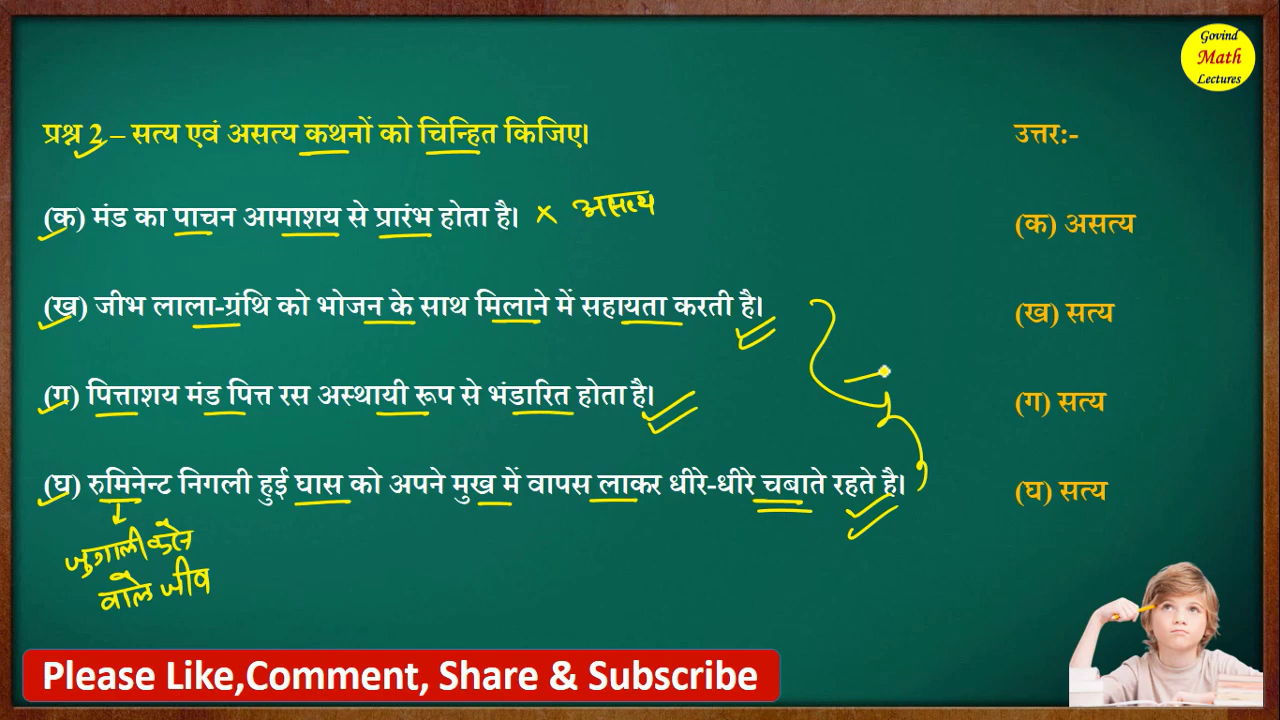 Govind
Math
Lectures
प्रश्न 2 – सत्य एवं असत्य कथनों को चिन्हित किजिए।
उत्तर:-
(क) मंड का पाचन आमाशय से प्रारंभ होता है। × असत्य
(क) असत्य
(ख) जीभ लाला-ग्रंथि को भोजन के साथ मिलाने में सहायता करती है।
(ख) सत्य
(ग) पित्ताशय मंड पित्त रस अस्थायी रूप से भंडारित होता है।
(ग) सत्य
(घ) रुमिनेन्ट निगली हुई घास को अपने मुख में वापस लाकर धीरे-धीरे चबाते रहते है।
(घ) सत्य
जुगाली करने
वाले जीव
Please Like,Comment, Share & Subscribe